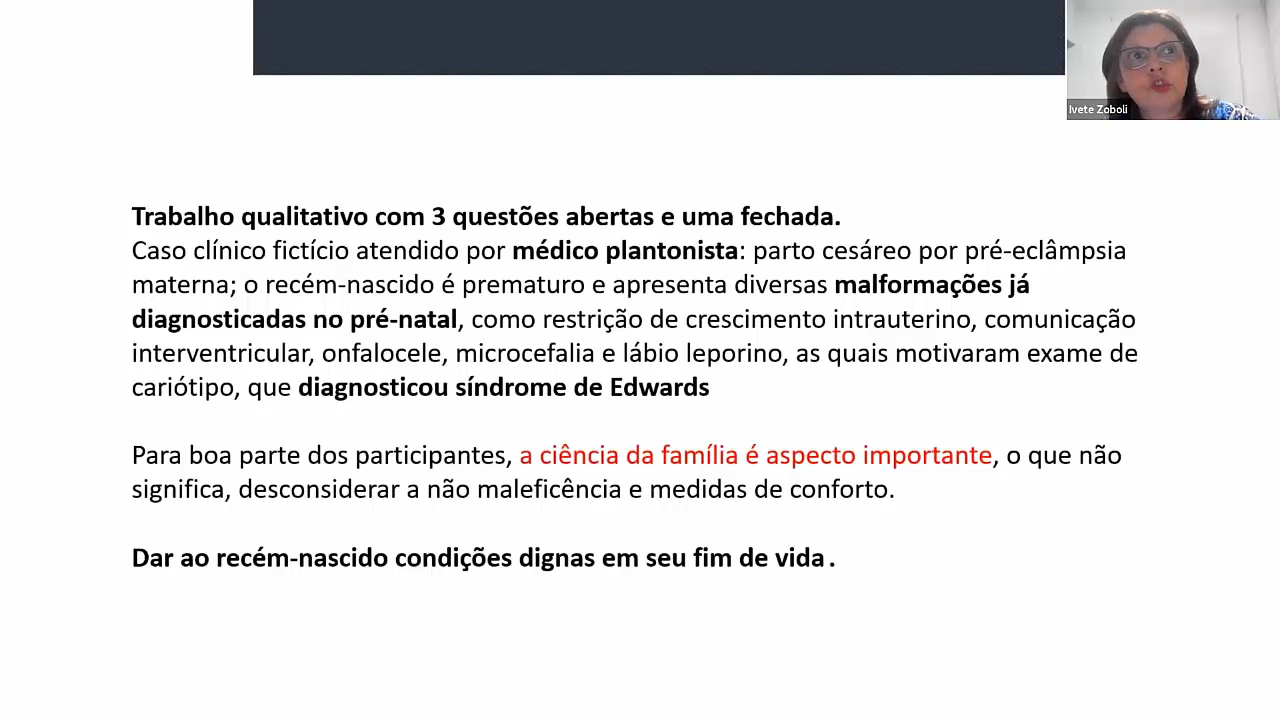 Ivete Zoboli
Trabalho qualitativo com 3 questões abertas e uma fechada.
Caso clínico fictício atendido por médico plantonista: parto cesáreo por pré-eclâmpsia
materna; o recém-nascido é prematuro e apresenta diversas malformações já
diagnosticadas no pré-natal, como restrição de crescimento intrauterino, comunicação
interventricular, onfalocele, microcefalia e lábio leporino, as quais motivaram exame de
cariótipo, que diagnosticou síndrome de Edwards
Para boa parte dos participantes, a ciência da família é aspecto importante, o que não
significa, desconsiderar a não maleficência e medidas de conforto.
Dar ao recém-nascido condições dignas em seu fim de vida.